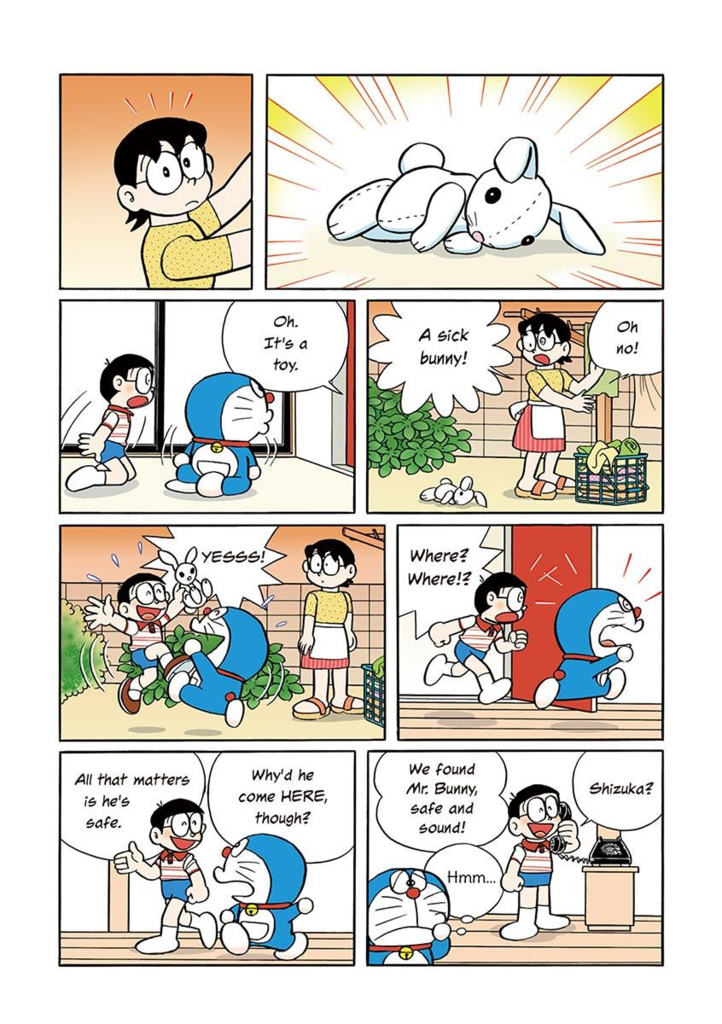 Oh
no!
A sick
bunny!
Oh.
It's a
toy.
Where?
Where!?
YESSS!
Shizuka?
We found
Mr. Bunny,
safe and
sound!
Hmm...
Why'd he
come HERE,
though?
All that matters
is he's
safe.